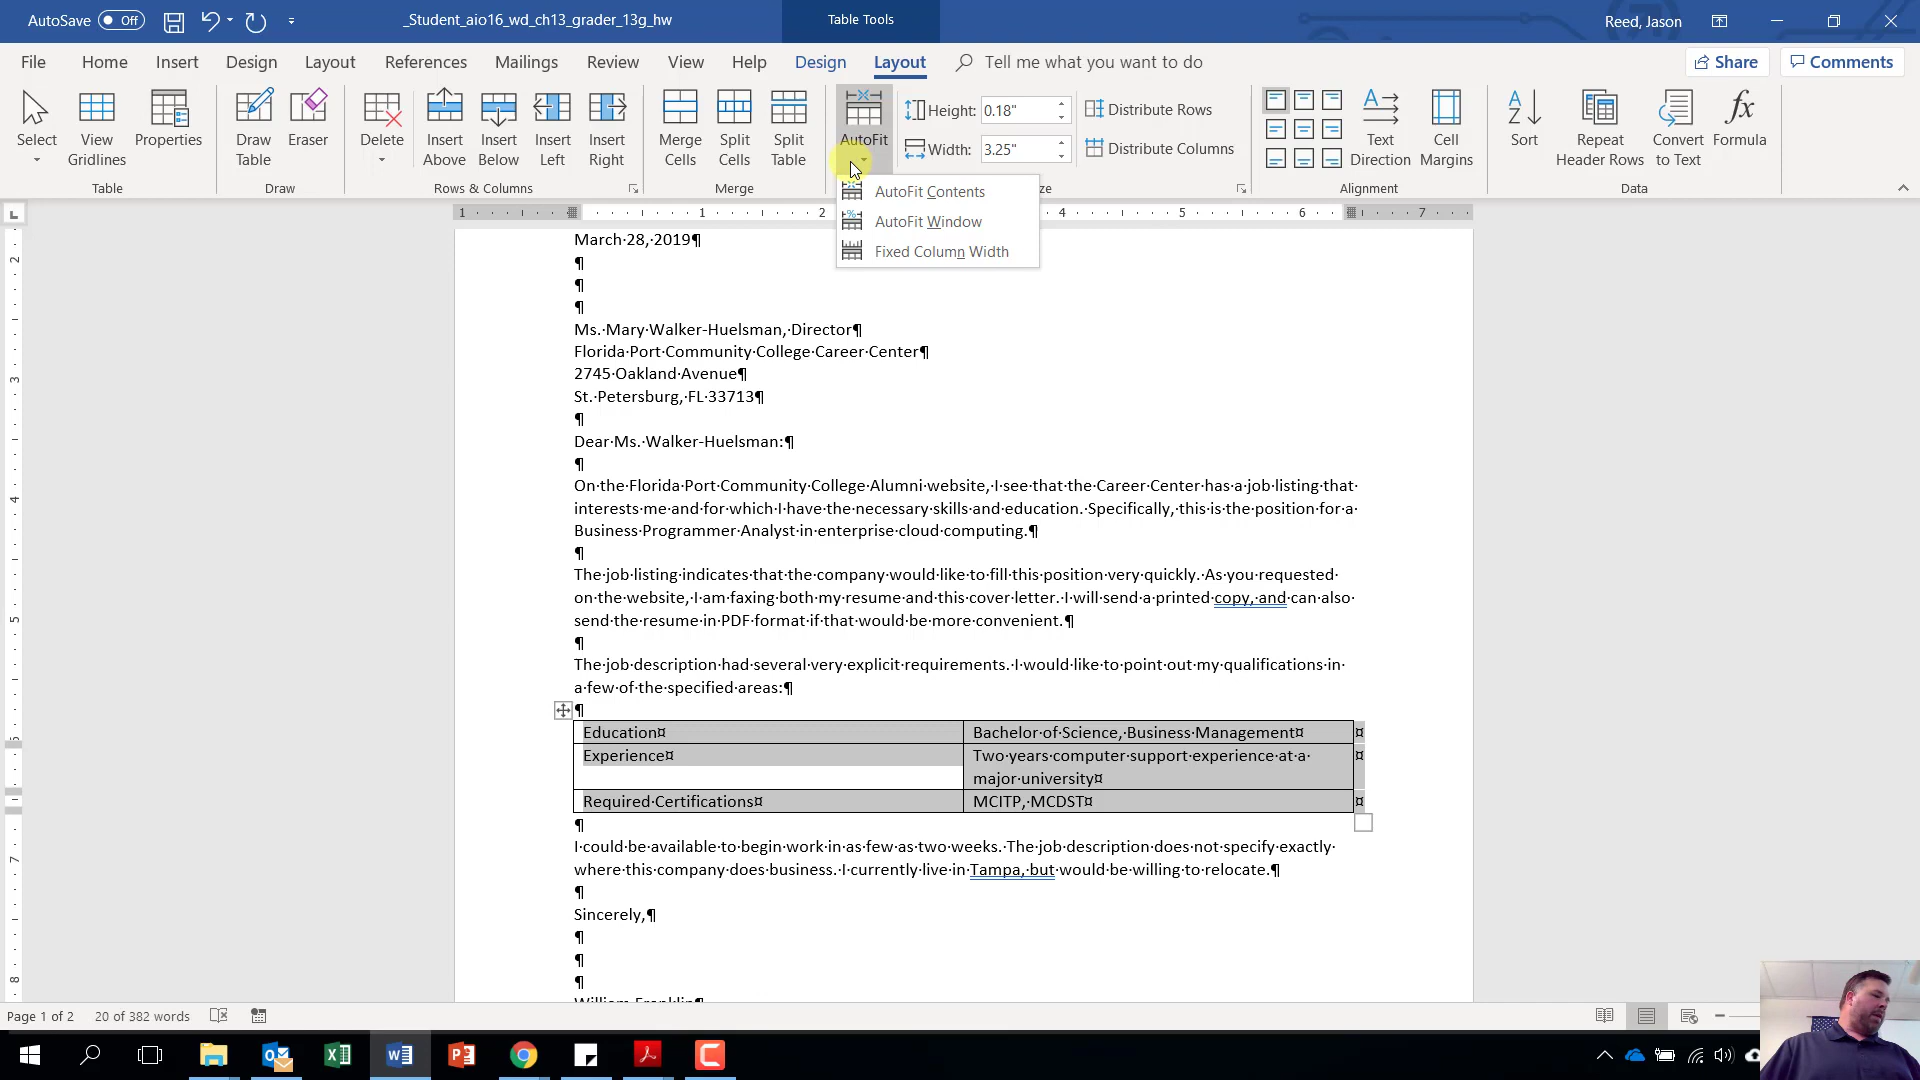 AutoSave Off
_Student_aio16_wd_ch13_grader_13g_hw
Table Tools
Reed, Jason
File Home Insert Design Layout References Mailings Review View Help Design Layout Tell me what you want to do Share Comments
Select
View Gridlines
Properties
Table
Draw Table
Eraser
Draw
Delete
Insert Above
Insert Below
Insert Left
Insert Right
Rows & Columns
Merge Cells
Split Cells
Split Table
Merge
AutoFit
Height: 0.18"
Width: 3.25"
Distribute Rows
Distribute Columns
Text Direction
Cell Margins
Alignment
Sort
Repeat Header Rows
Convert to Text
Formula
Data
AutoFit Contents
AutoFit Window
Fixed Column Width
1 1 2 4 5 6 7
March·28,·2019¶
¶
¶
¶
Ms.·Mary·Walker-Huelsman,·Director¶
Florida·Port·Community·College·Career·Center¶
2745·Oakland·Avenue¶
St.·Petersburg,·FL·33713¶
¶
Dear·Ms.·Walker-Huelsman:¶
¶
On·the·Florida·Port·Community·College·Alumni·website,·I·see·that·the·Career·Center·has·a·job·listing·that·
interests·me·and·for·which·I·have·the·necessary·skills·and·education.·Specifically,·this·is·the·position·for·a·
Business·Programmer·Analyst·in·enterprise·cloud·computing.¶
¶
The·job·listing·indicates·that·the·company·would·like·to·fill·this·position·very·quickly.·As·you·requested·
on·the·website,·I·am·faxing·both·my·resume·and·this·cover·letter.·I·will·send·a·printed·copy,·and·can·also·
send·the·resume·in·PDF·format·if·that·would·be·more·convenient.¶
¶
The·job·description·had·several·very·explicit·requirements.·I·would·like·to·point·out·my·qualifications·in·
a·few·of·the·specified·areas:¶
¶
Education¤ Bachelor·of·Science,·Business·Management¤ ¤
Experience¤ Two·years·computer·support·experience·at·a· ¤
major·university¤
Required·Certifications¤ MCITP,·MCDST¤ ¤
¶
I·could·be·available·to·begin·work·in·as·few·as·two·weeks.·The·job·description·does·not·specify·exactly·
where·this·company·does·business.·I·currently·live·in·Tampa,·but·would·be·willing·to·relocate.¶
¶
Sincerely,¶
¶
¶
¶
William·Franklin¶
Page 1 of 2 20 of 382 words